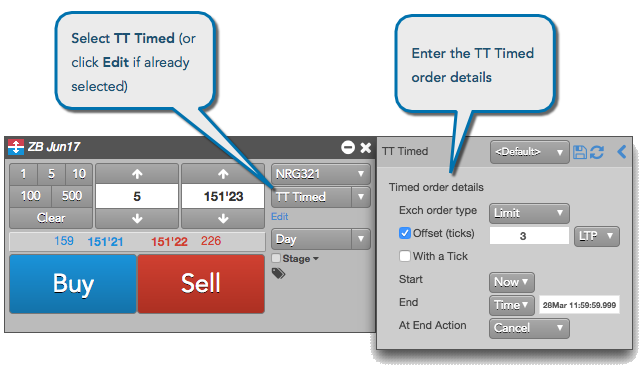 Select TT Timed (or
click Edit if already
selected)
Enter the TT Timed
order details
ZB Jun17
1 5 10
100 500
Clear
5
151'23
NRG321
TT Timed
Edit
Day
Stage
159 151'21 151'22 226
Buy
Sell
TT Timed
<Default>
Timed order details
Exch order type Limit
Offset (ticks) 3 LTP
With a Tick
Start Now
End Time 28Mar 11:59:59.999
At End Action Cancel